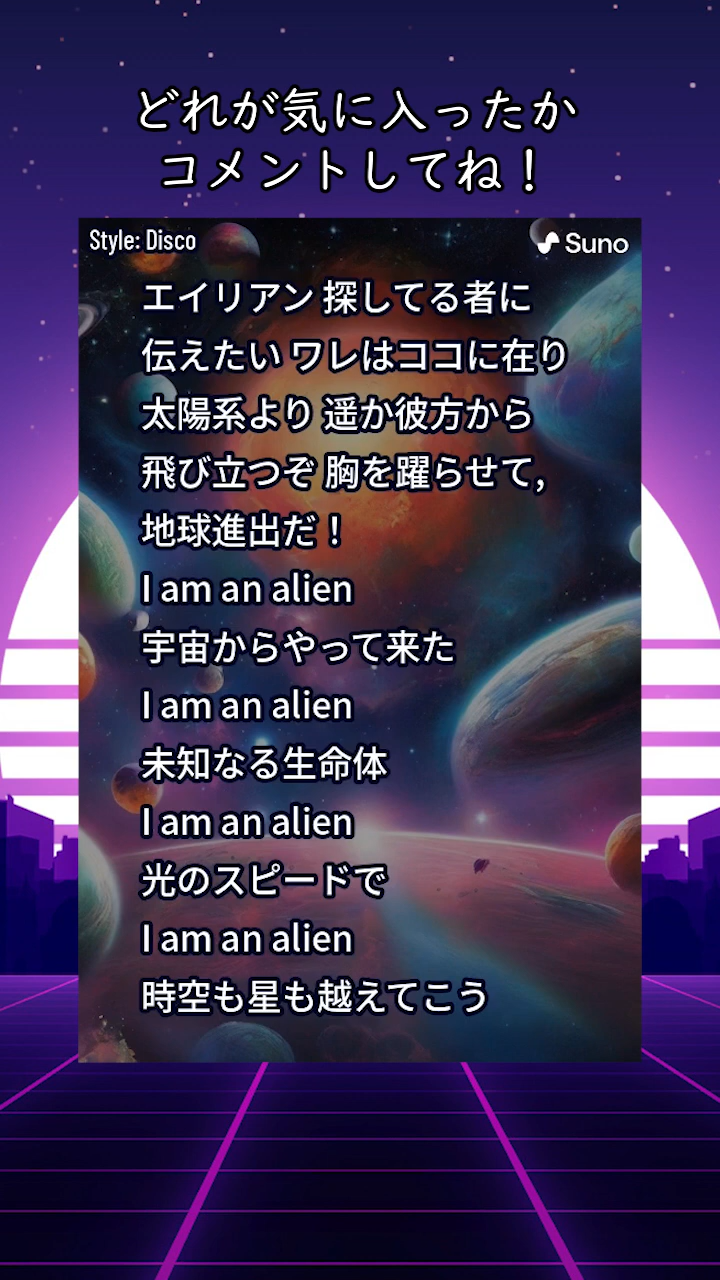 どれが気に入ったか
コメントしてね！
Style: Disco
Suno
エイリアン 探してる者に
伝えたい ワレはココに在り
太陽系より 遥か彼方から
飛び立つぞ 胸を躍らせて,
地球進出だ！
I am an alien
宇宙からやって来た
I am an alien
未知なる生命体
I am an alien
光のスピードで
I am an alien
時空も星も越えてこう